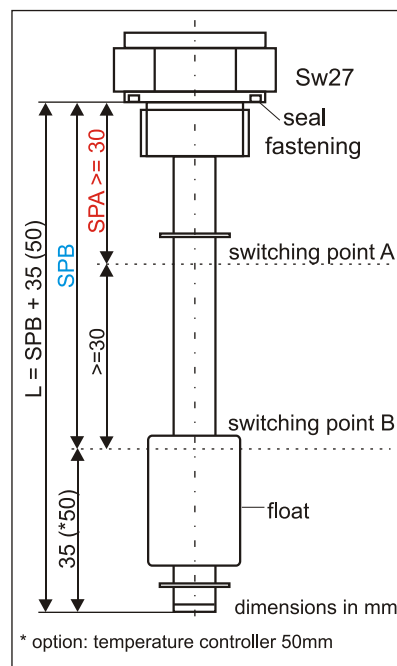 Sw27
seal
fastening
SPA >= 30
switching point A
SPB
L = SPB + 35 (50)
>=30
switching point B
float
35 (*50)
dimensions in mm
* option: temperature controller 50mm